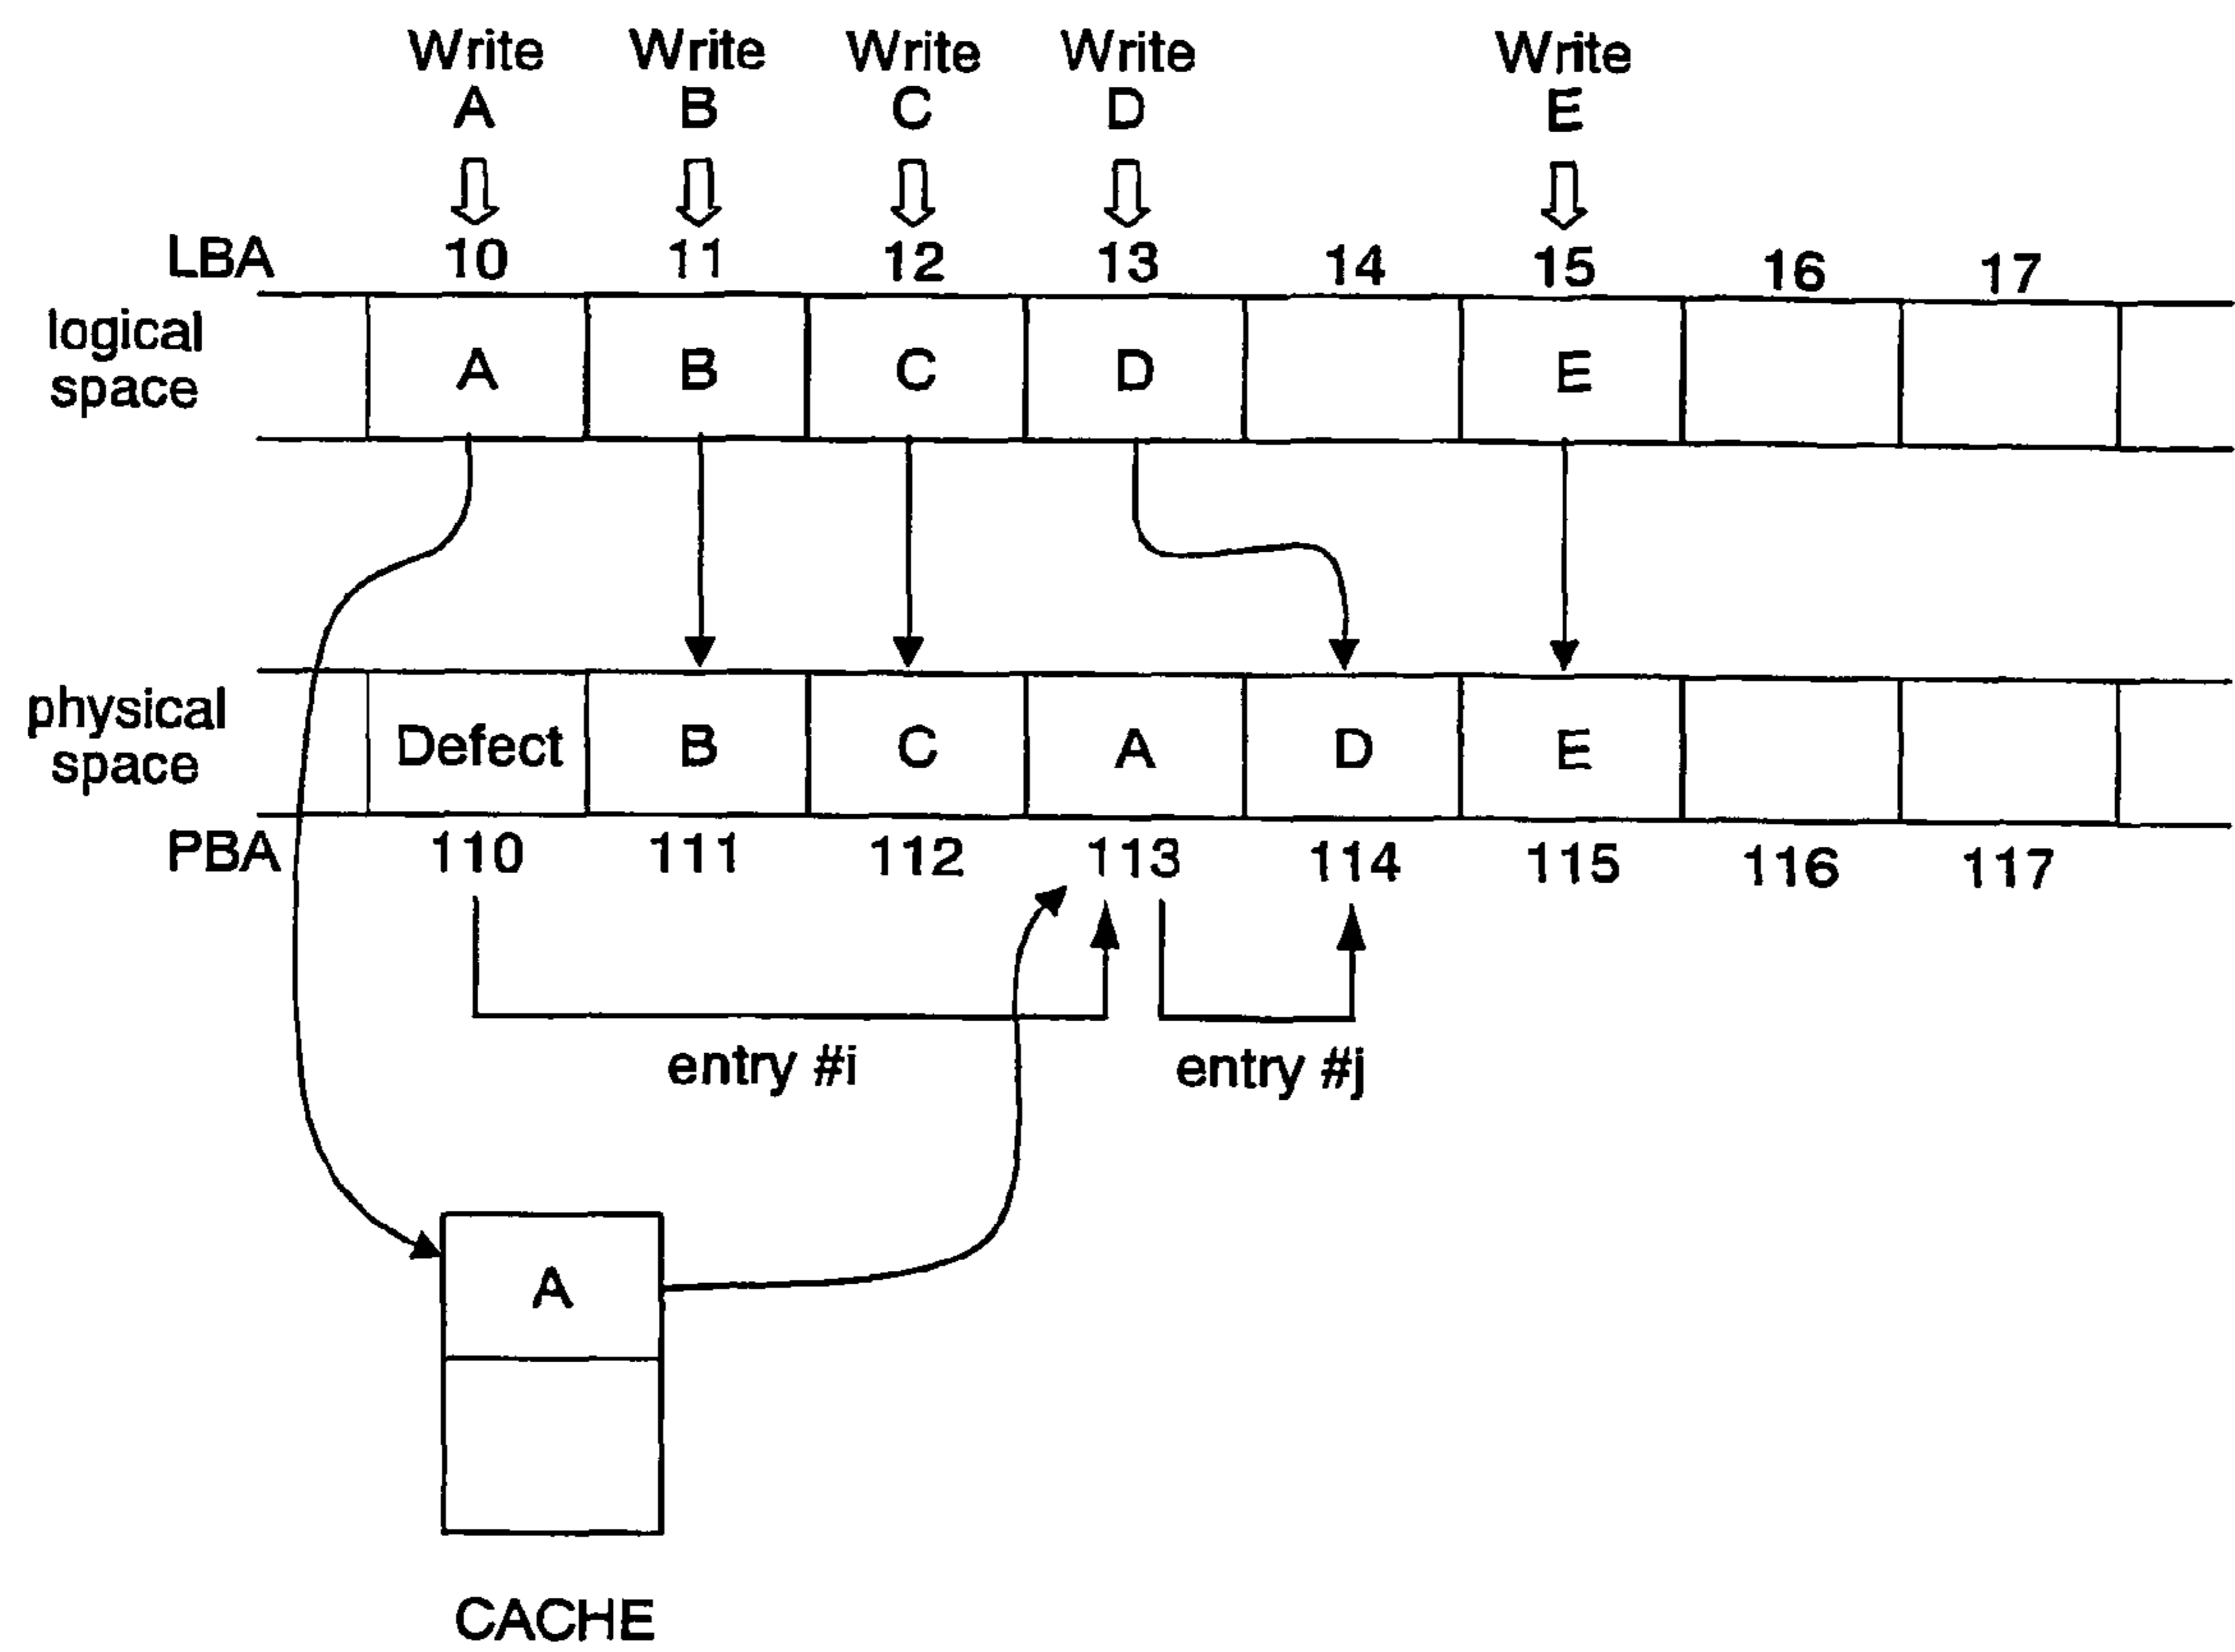 Write Write Write Write Write
A B C D E
LBA 10 11 12 13 14 15 16 17
logical
space
A B C D E
physical
space
Defect B C A D E
PBA 110 111 112 113 114 115 116 117
entry #i entry #j
A
CACHE